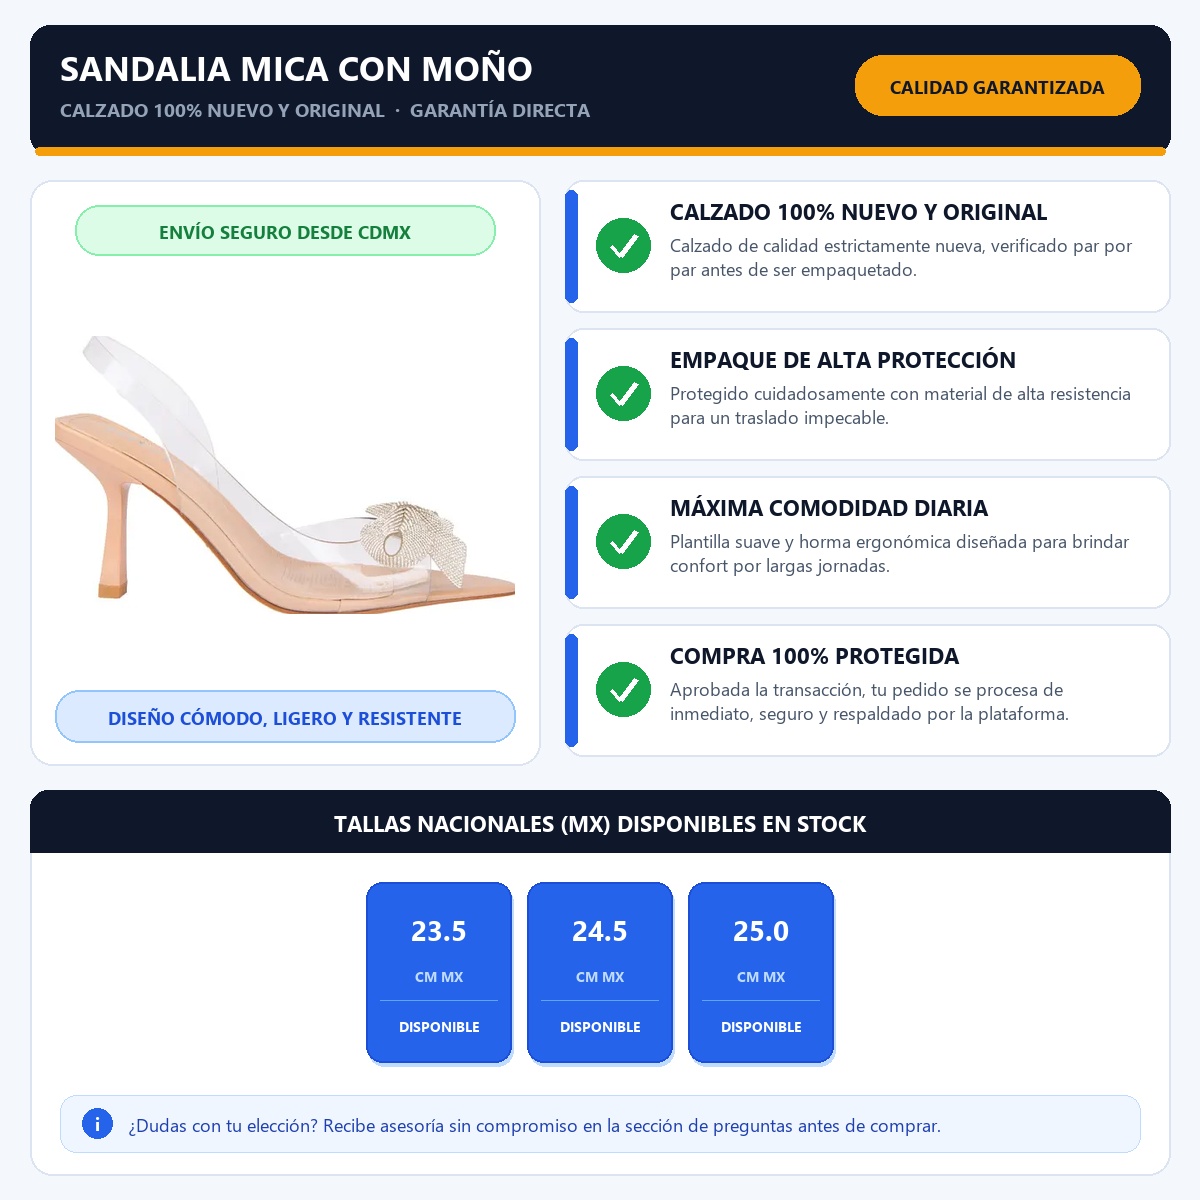 SANDALIA MICA CON MOÑO
CALZADO 100% NUEVO Y ORIGINAL · GARANTÍA DIRECTA
CALIDAD GARANTIZADA
ENVÍO SEGURO DESDE CDMX
DISEÑO CÓMODO, LIGERO Y RESISTENTE
CALZADO 100% NUEVO Y ORIGINAL
Calzado de calidad estrictamente nueva, verificado par por
par antes de ser empaquetado.
EMPAQUE DE ALTA PROTECCIÓN
Protegido cuidadosamente con material de alta resistencia
para un traslado impecable.
MÁXIMA COMODIDAD DIARIA
Plantilla suave y horma ergonómica diseñada para brindar
confort por largas jornadas.
COMPRA 100% PROTEGIDA
Aprobada la transacción, tu pedido se procesa de
inmediato, seguro y respaldado por la plataforma.
TALLAS NACIONALES (MX) DISPONIBLES EN STOCK
23.5
CM MX
DISPONIBLE
24.5
CM MX
DISPONIBLE
25.0
CM MX
DISPONIBLE
¿Dudas con tu elección? Recibe asesoría sin compromiso en la sección de preguntas antes de comprar.